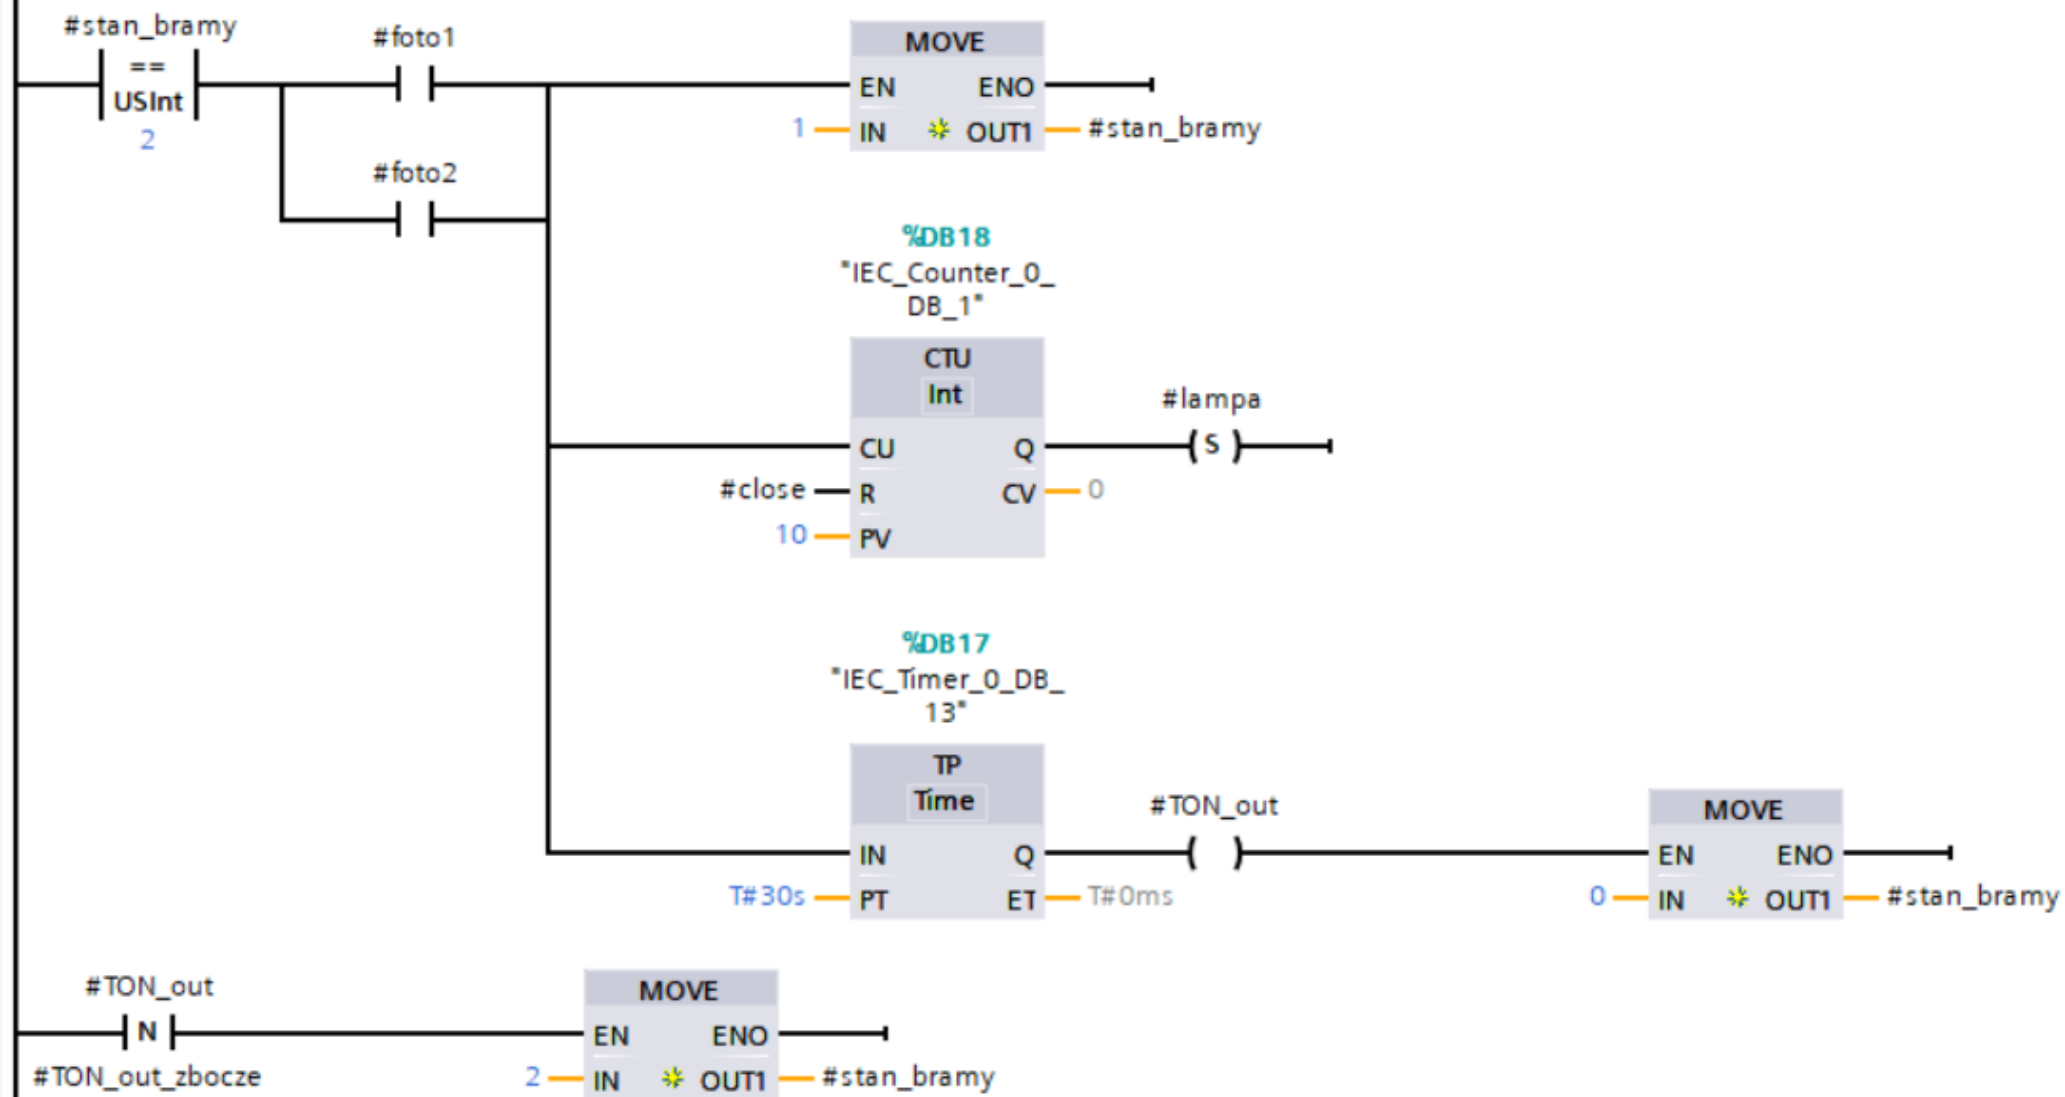 #stan_bramy
==
USInt
2
#foto1
#foto2
MOVE
EN ENO
1 IN OUT1 #stan_bramy
%DB18
"IEC_Counter_0_
DB_1"
CTU
Int
#lampa
CU Q ( S )
#close R CV 0
10 PV
%DB17
"IEC_Timer_0_DB_
13"
TP
Time
#TON_out
IN Q
T#30s PT ET T#0ms
MOVE
EN ENO
0 IN OUT1 #stan_bramy
#TON_out
N
#TON_out_zbocze
MOVE
EN ENO
2 IN OUT1 #stan_bramy